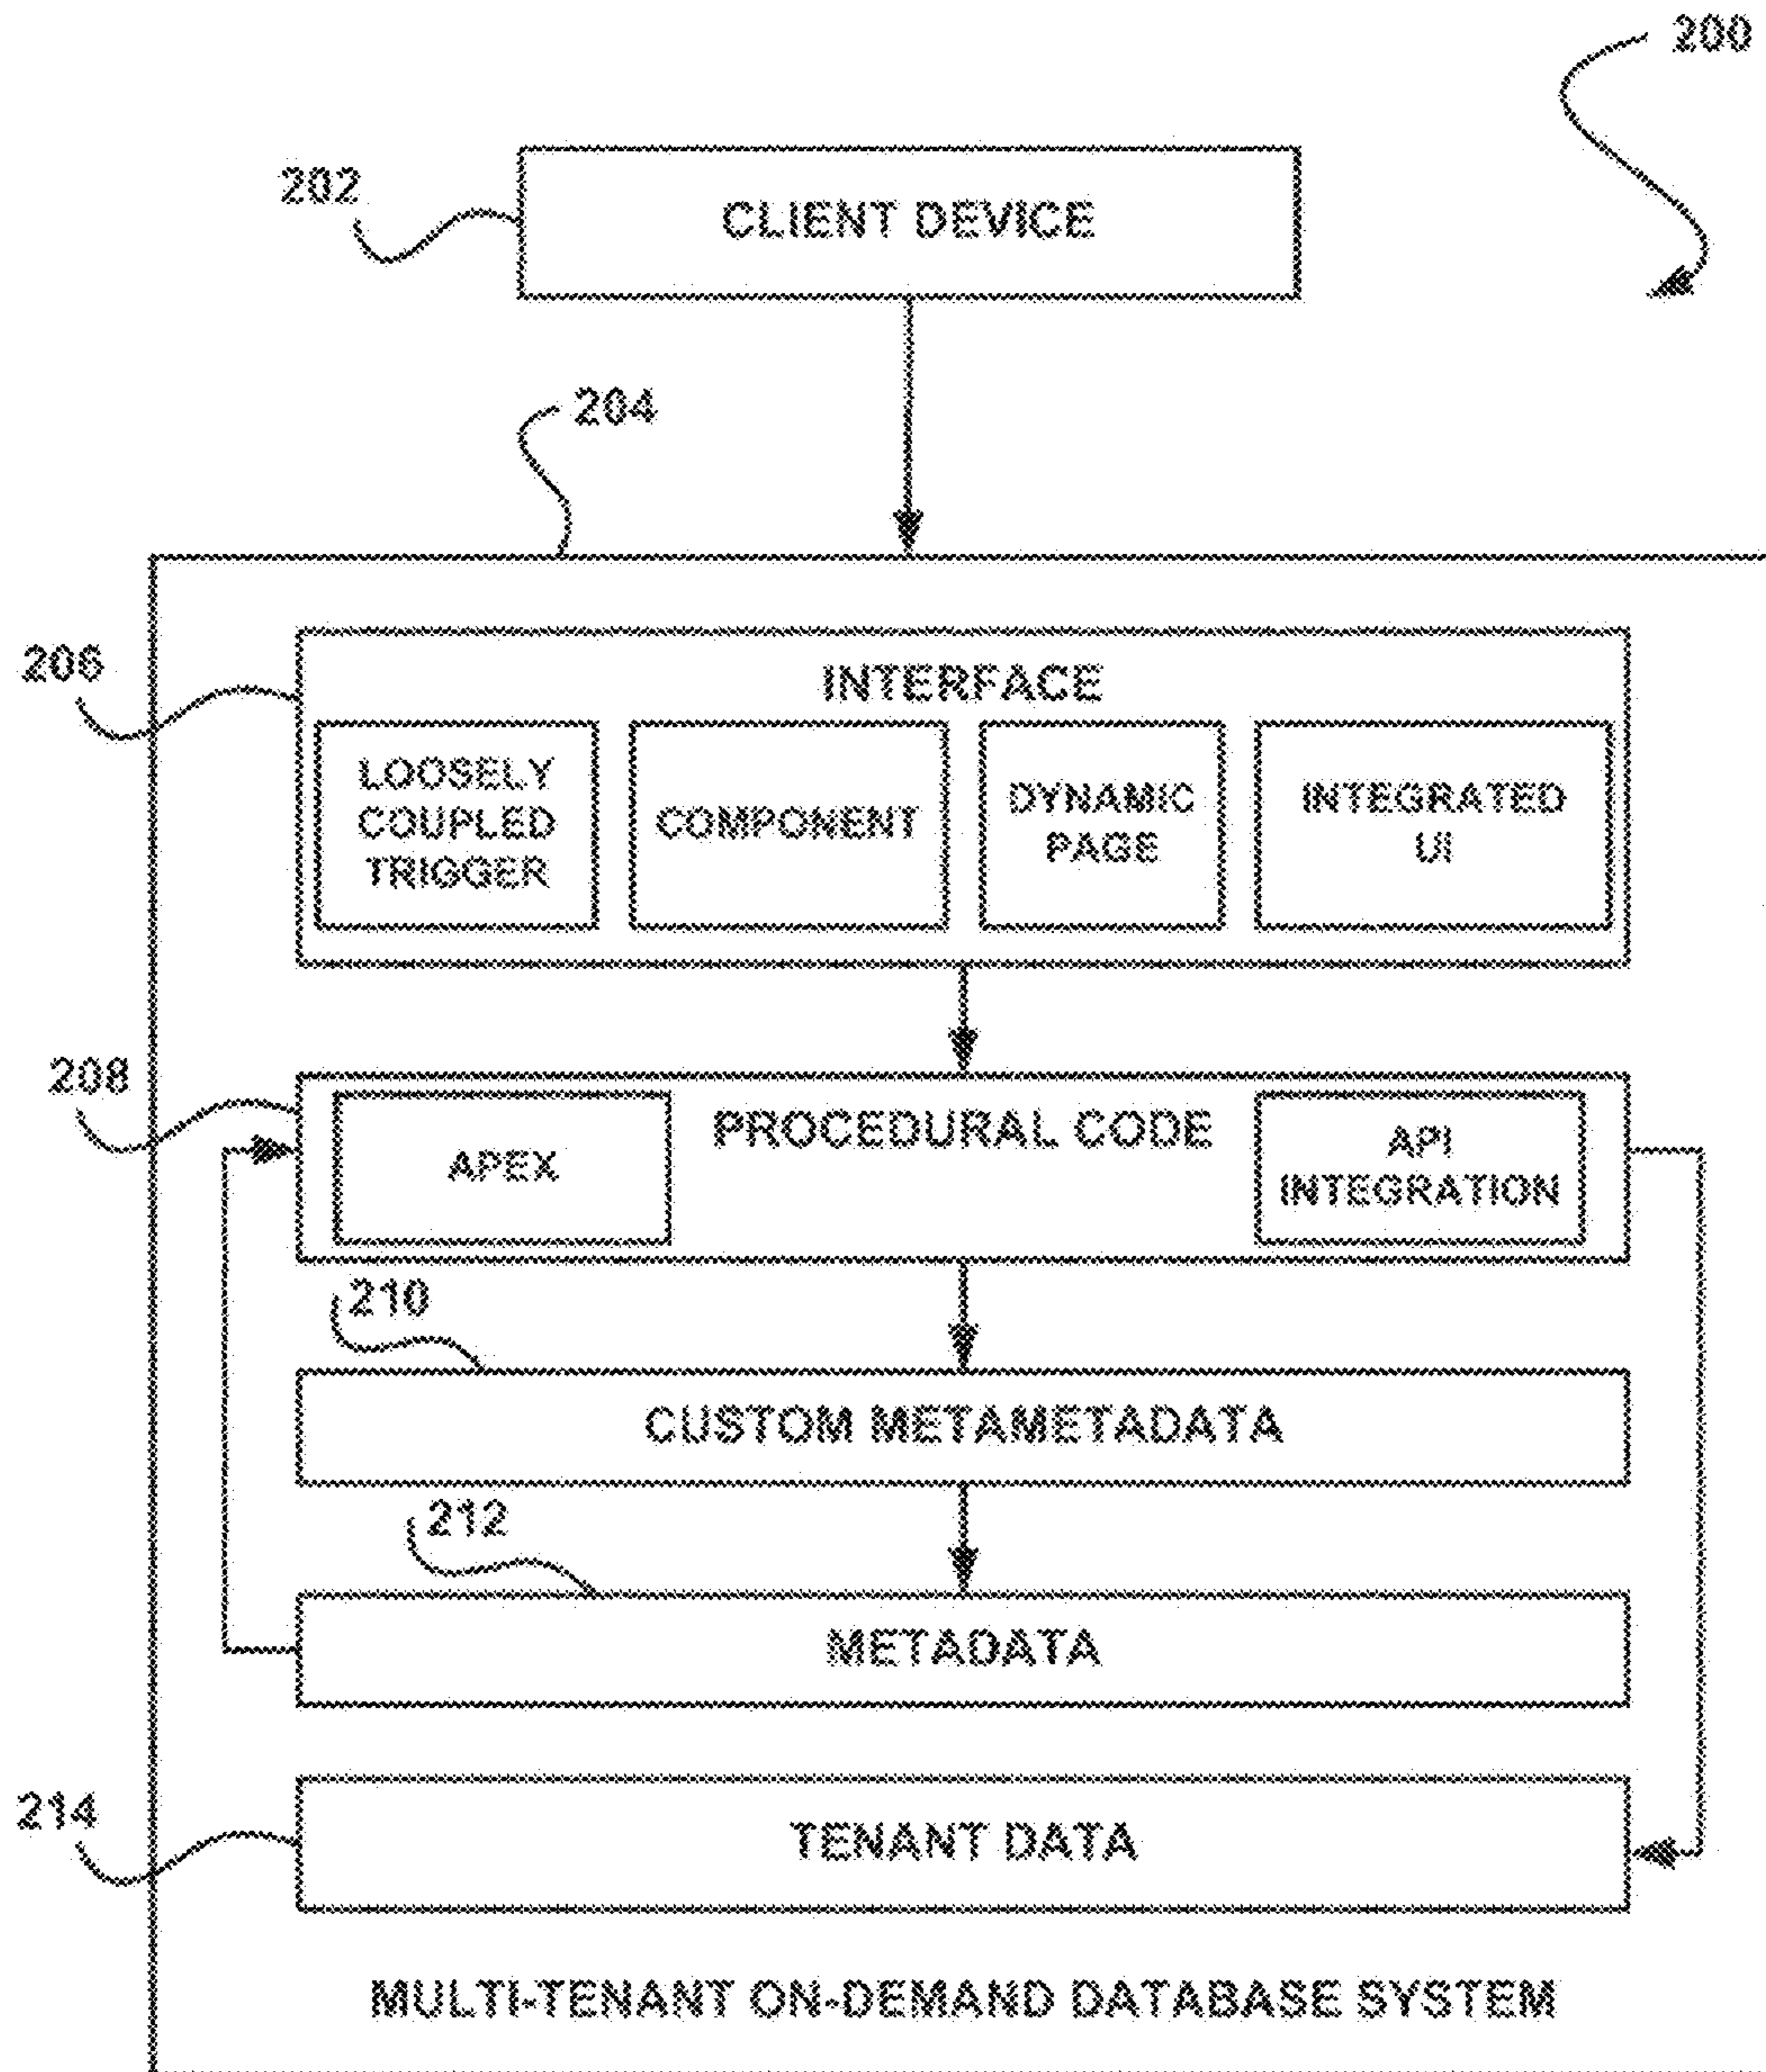 200
202
CLIENT DEVICE
204
206
INTERFACE
LOOSELY
COUPLED
TRIGGER
COMPONENT
DYNAMIC
PAGE
INTEGRATED
UI
208
PROCEDURAL CODE
APEX
API
INTEGRATION
210
CUSTOM METAMETADATA
212
METADATA
214
TENANT DATA
MULTI-TENANT ON-DEMAND DATABASE SYSTEM